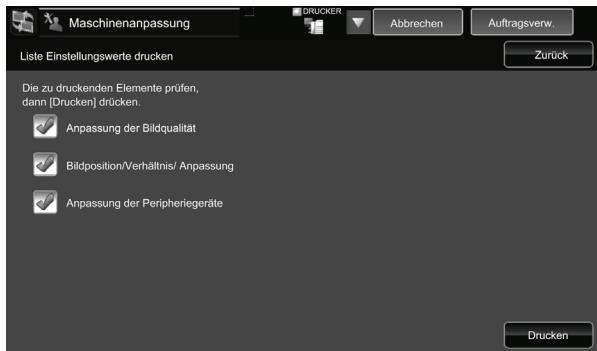 Maschinenanpassung
DRUCKER
Abbrechen
Auftragsverw.
Liste Einstellungswerte drucken
Zurück
Die zu druckenden Elemente prüfen,
dann [Drucken] drücken.
Anpassung der Bildqualität
Bildposition/Verhältnis/ Anpassung
Anpassung der Peripheriegeräte
Drucken